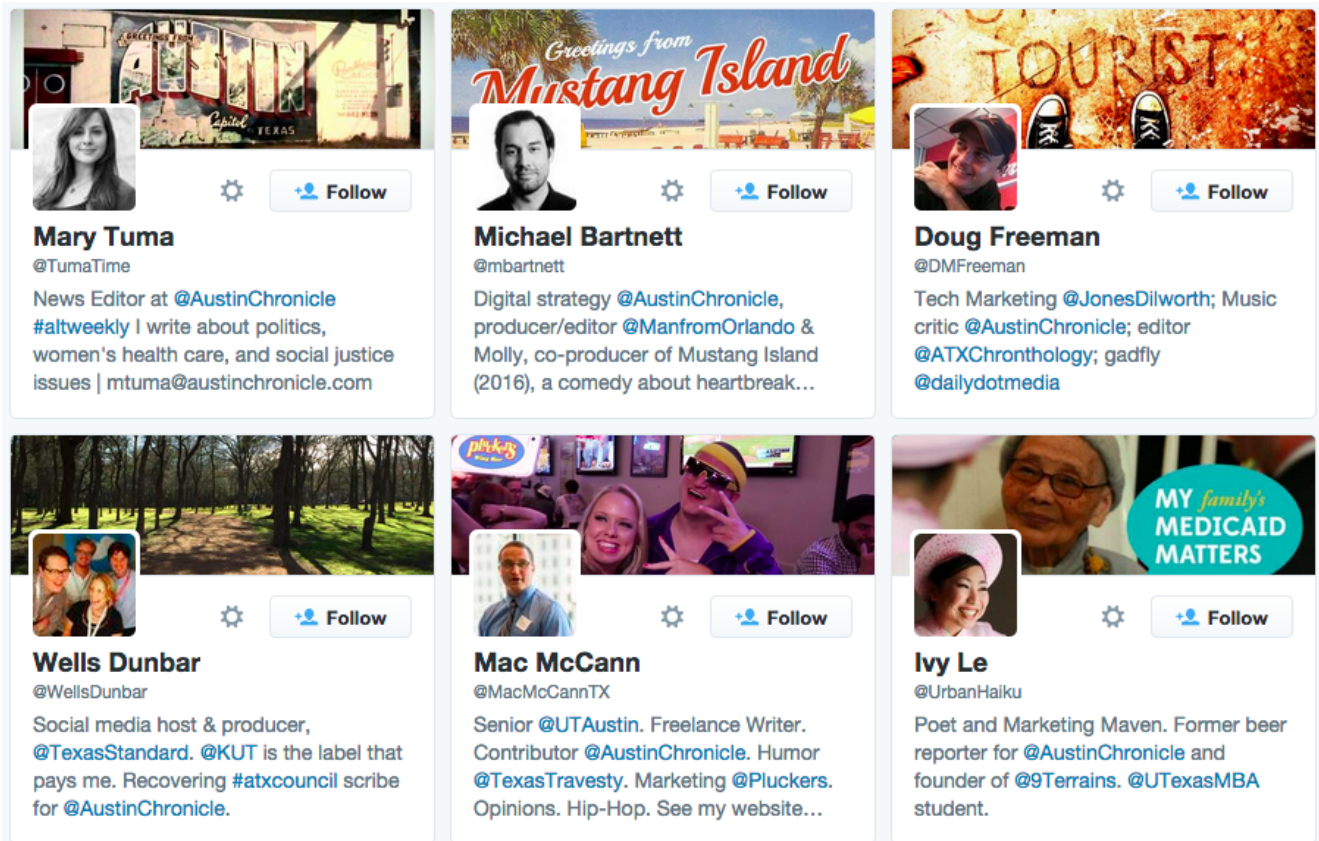 GREETINGS FROM
AUSTIN
Capitol
TEXAS
Follow
Mary Tuma
@TumaTime
News Editor at @AustinChronicle
#altweekly I write about politics,
women's health care, and social justice
issues | mtuma@austinchronicle.com
Greetings from
Mustang Island
Follow
Michael Bartnett
@mbartnett
Digital strategy @AustinChronicle,
producer/editor @ManfromOrlando &
Molly, co-producer of Mustang Island
(2016), a comedy about heartbreak...
TOURIST
Follow
Doug Freeman
@DMFreeman
Tech Marketing @JonesDilworth; Music
critic @AustinChronicle; editor
@ATXChronthology; gadfly
@dailydotmedia
Follow
Wells Dunbar
@WellsDunbar
Social media host & producer,
@TexasStandard. @KUT is the label that
pays me. Recovering #atxcouncil scribe
for @AustinChronicle.
pluckers
Wing Bar
Follow
Mac McCann
@MacMcCannTX
Senior @UTAustin. Freelance Writer.
Contributor @AustinChronicle. Humor
@TexasTravesty. Marketing @Pluckers.
Opinions. Hip-Hop. See my website...
MY family's
MEDICAID
MATTERS
Follow
Ivy Le
@UrbanHaiku
Poet and Marketing Maven. Former beer
reporter for @AustinChronicle and
founder of @9Terrains. @UTexasMBA
student.